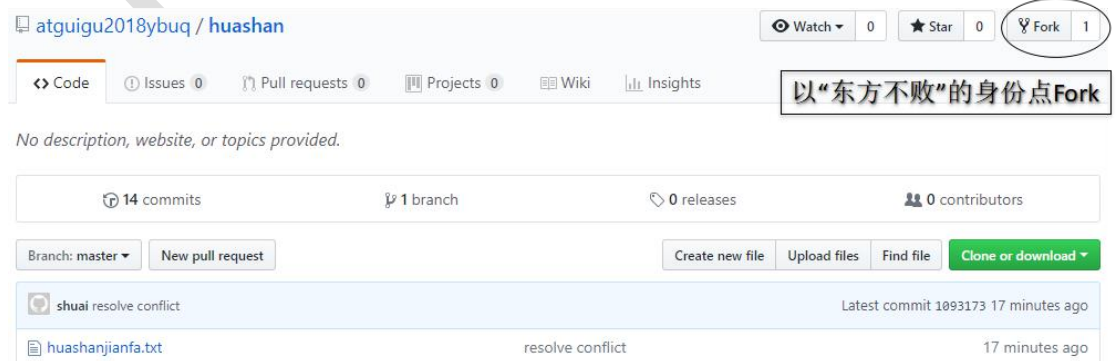 atguigu2018ybuq / huashan
Watch 0 Star 0 Fork 1
Code Issues 0 Pull requests 0 Projects 0 Wiki Insights
以“东方不败”的身份点Fork
No description, website, or topics provided.
14 commits 1 branch 0 releases 0 contributors
Branch: master New pull request Create new file Upload files Find file Clone or download
shuai resolve conflict Latest commit 1093173 17 minutes ago
huashanjianfa.txt resolve conflict 17 minutes ago